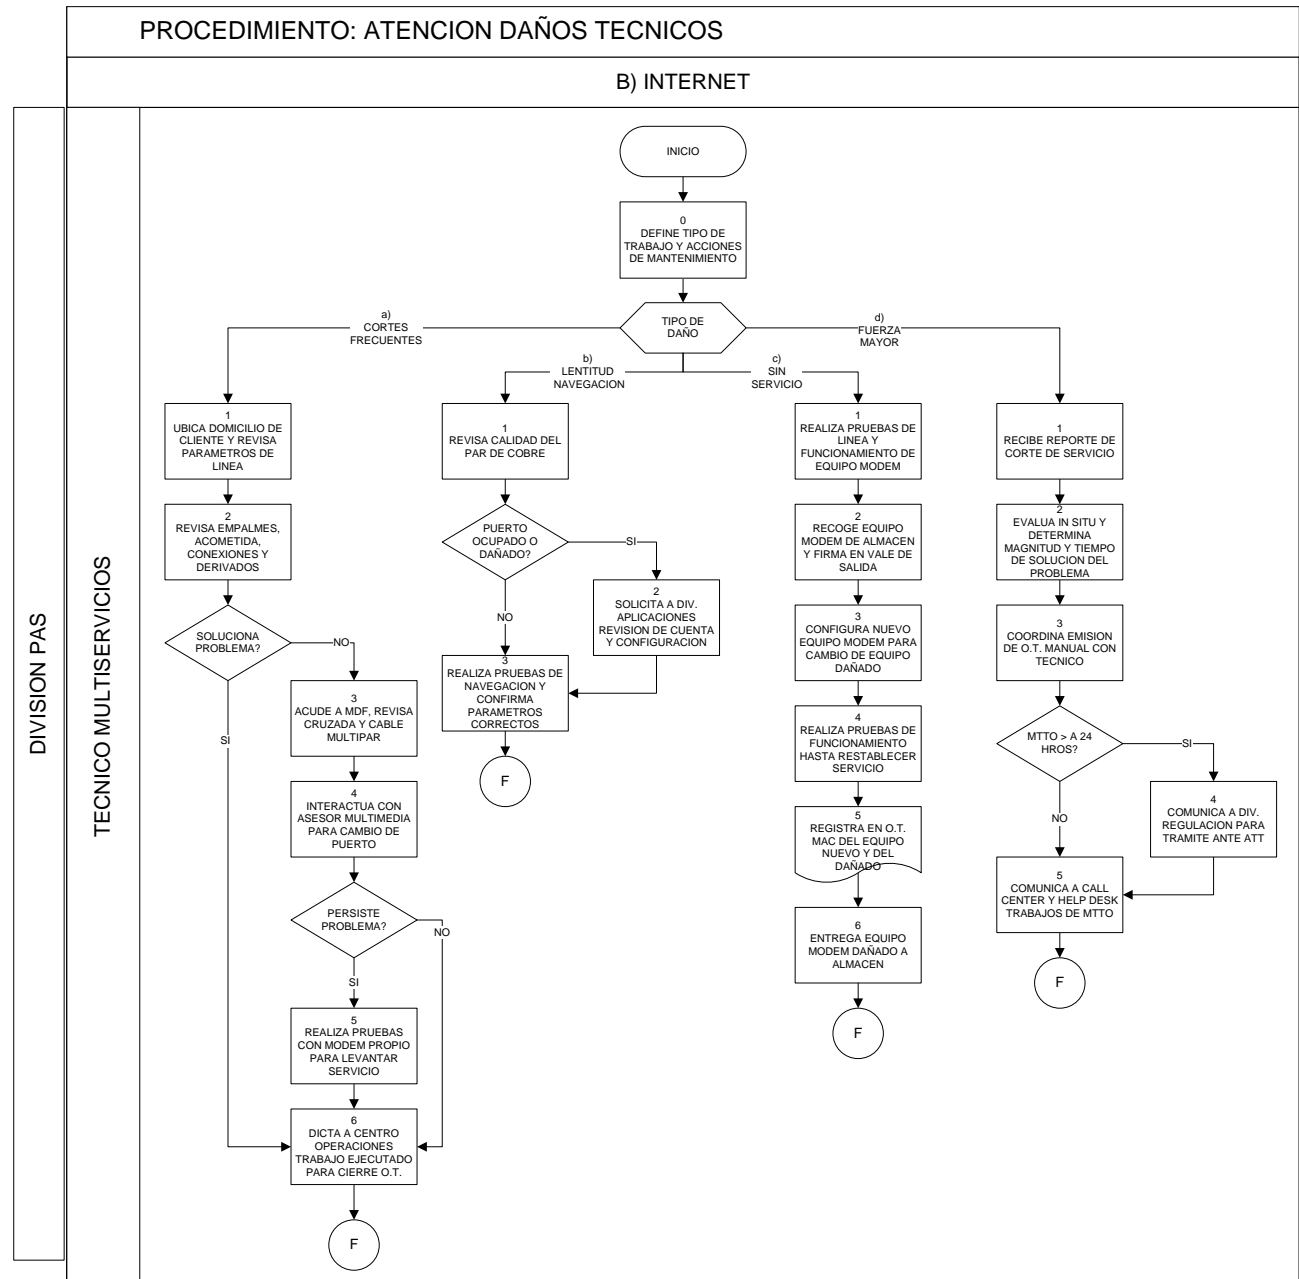 PROCEDIMIENTO: ATENCION DAÑOS TECNICOS
B) INTERNET
DIVISION PAS
TECNICO MULTISERVICIOS
INICIO
0
DEFINE TIPO DE
TRABAJO Y ACCIONES
DE MANTENIMIENTO
TIPO DE
DAÑO
a)
CORTES
FRECUENTES
b)
LENTITUD
NAVEGACION
c)
SIN
SERVICIO
d)
FUERZA
MAYOR
1
UBICA DOMICILIO DE
CLIENTE Y REVISA
PARAMETROS DE
LINEA
2
REVISA EMPALMES,
ACOMETIDA,
CONEXIONES Y
DERIVADOS
SOLUCIONA
PROBLEMA?
NO
SI
3
ACUDE A MDF, REVISA
CRUZADA Y CABLE
MULTIPAR
4
INTERACTUA CON
ASESOR MULTIMEDIA
PARA CAMBIO DE
PUERTO
PERSISTE
PROBLEMA?
NO
SI
5
REALIZA PRUEBAS
CON MODEM PROPIO
PARA LEVANTAR
SERVICIO
6
DICTA A CENTRO
OPERACIONES
TRABAJO EJECUTADO
PARA CIERRE O.T.
F
1
REVISA CALIDAD DEL
PAR DE COBRE
PUERTO
OCUPADO O
DAÑADO?
SI
NO
2
SOLICITA A DIV.
APLICACIONES
REVISION DE CUENTA
Y CONFIGURACION
3
REALIZA PRUEBAS DE
NAVEGACION Y
CONFIRMA
PARAMETROS
CORRECTOS
F
1
REALIZA PRUEBAS DE
LINEA Y
FUNCIONAMIENTO DE
EQUIPO MODEM
2
RECOGE EQUIPO
MODEM DE ALMACEN
Y FIRMA EN VALE DE
SALIDA
3
CONFIGURA NUEVO
EQUIPO MODEM PARA
CAMBIO DE EQUIPO
DAÑADO
4
REALIZA PRUEBAS DE
FUNCIONAMIENTO
HASTA RESTABLECER
SERVICIO
5
REGISTRA EN O.T.
MAC DEL EQUIPO
NUEVO Y DEL
DAÑADO
6
ENTREGA EQUIPO
MODEM DAÑADO A
ALMACEN
F
1
RECIBE REPORTE DE
CORTE DE SERVICIO
2
EVALUA IN SITU Y
DETERMINA
MAGNITUD Y TIEMPO
DE SOLUCION DEL
PROBLEMA
3
COORDINA EMISION
DE O.T. MANUAL CON
TECNICO
MTTO > A 24
HROS?
SI
NO
4
COMUNICA A DIV.
REGULACION PARA
TRAMITE ANTE ATT
5
COMUNICA A CALL
CENTER Y HELP DESK
TRABAJOS DE MTTO
F